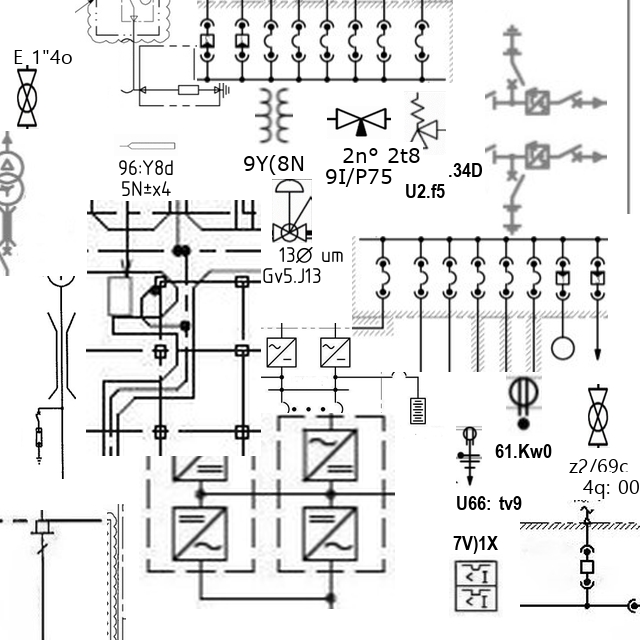 E 1"4o
96:Y8d
5N±x4
9Y(8N
2n° 2t8
9I/P75
.34D
U2.f5
13Ø um
Gv5.J13
61.Kw0
z2/69c
4q: 00
U66: tv9
7V)1X